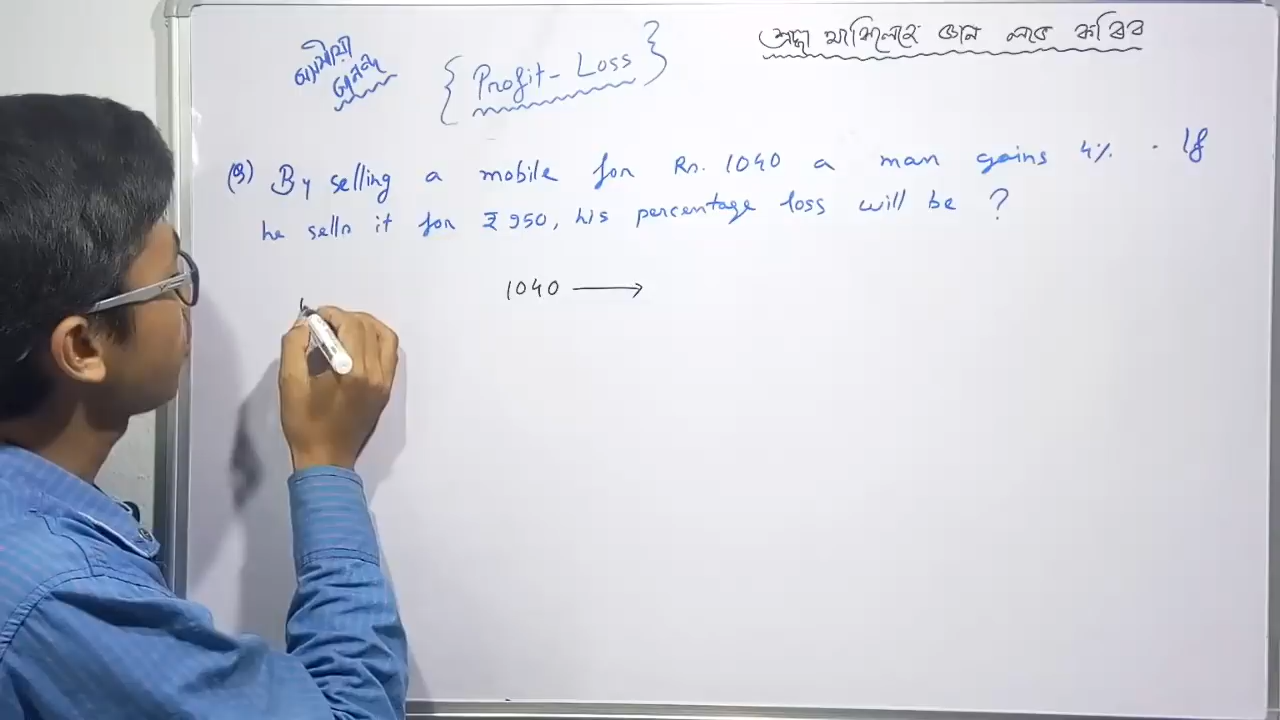 { Profit - Loss }
(Q) By selling a mobile for Rs. 1040 a man gains 4%. If
he sells it for ₹ 950, his percentage loss will be ?
1040 →